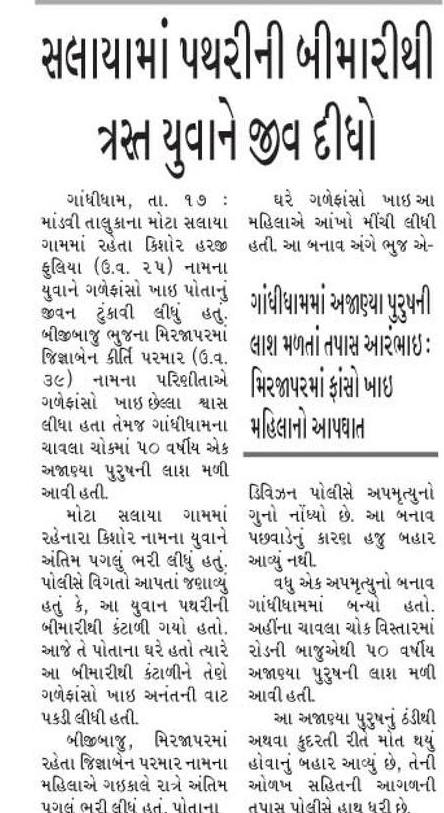 સલાયામાં પથરીની બીમારીથી
ત્રસ્ત યુવાને જીવ દીધો
ગાંધીધામ, તા. ૧૭ :
માંડવી તાલુકાના મોટા સલાયા
ગામમાં રહેતા કિશોર હરજી
ફુલિયા (ઉ.વ. ૨૫) નામના
યુવાને ગળેફાંસો ખાઇ પોતાનું
જીવન ટુંકાવી લીધું હતું.
બીજીબાજુ ભુજના મિરજાપરમાં
જિજ્ઞાબેન કીર્તિ પરમાર (ઉ.વ.
૩૯) નામના પરિણીતાએ
ગળેફાંસો ખાઇ છેલ્લા શ્વાસ
લીધા હતા તેમજ ગાંધીધામના
ચાવલા ચોકમાં ૫૦ વર્ષીય એક
અજાણ્યા પુરુષની લાશ મળી
આવી હતી.
મોટા સલાયા ગામમાં
રહેનારા કિશોર નામના યુવાને
અંતિમ પગલું ભરી લીધું હતું.
પોલીસે વિગતો આપતાં જણાવ્યું
હતું કે, આ યુવાન પથરીની
બીમારીથી કંટાળી ગયો હતો.
આજે તે પોતાના ઘરે હતો ત્યારે
આ બીમારીથી કંટાળીને તેણે
ગળેફાંસો ખાઇ અનંતની વાટ
પકડી લીધી હતી.
બીજીબાજુ, મિરજાપરમાં
રહેતા જિજ્ઞાબેન પરમાર નામના
મહિલાએ ગઇકાલે રાત્રે અંતિમ
પગલું ભરી લીધું હતું. પોતાના
ઘરે ગળેફાંસો ખાઇ આ
મહિલાએ આંખો મીંચી લીધી
હતી. આ બનાવ અંગે ભુજ એ-
ગાંધીધામમાં અજાણ્યા પુરુષની
લાશ મળતાં તપાસ આરંભાઇ :
મિરજાપરમાં ફાંસો ખાઇ
મહિલાનો આપઘાત
ડિવિઝન પોલીસે અપમૃત્યુનો
ગુનો નોંધ્યો છે. આ બનાવ
પછવાડેનું કારણ હજુ બહાર
આવ્યું નથી.
વધુ એક અપમૃત્યુનો બનાવ
ગાંધીધામમાં બન્યો હતો.
અહીંના ચાવલા ચોક વિસ્તારમાં
રોડની બાજુએથી ૫૦ વર્ષીય
અજાણ્યા પુરુષની લાશ મળી
આવી હતી.
આ અજાણ્યા પુરુષનું ઠંડીથી
અથવા કુદરતી રીતે મોત થયું
હોવાનું બહાર આવ્યું છે, તેની
ઓળખ સહિતની આગળની
તપાસ પોલીસે હાથ ધરી છે.